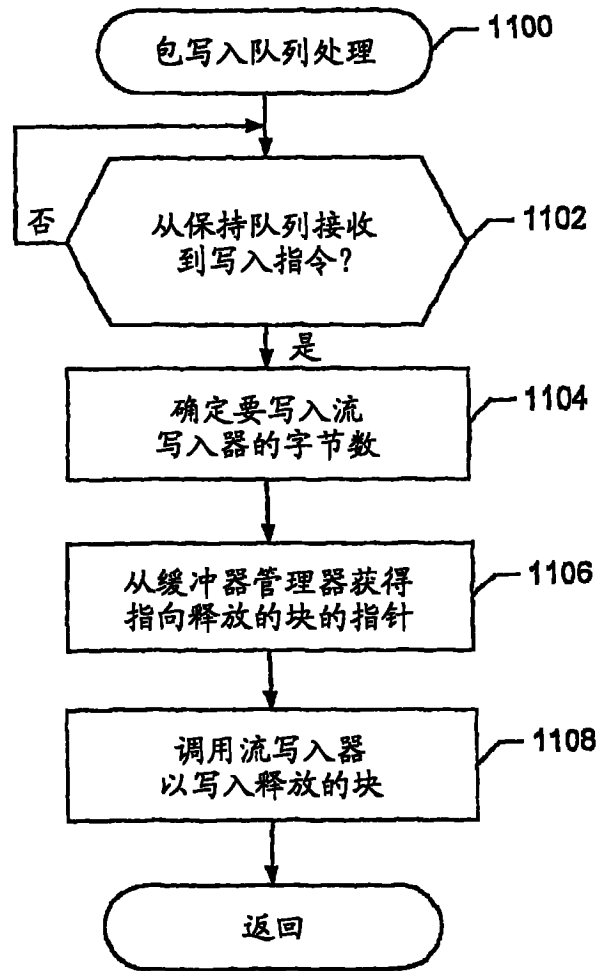 包写入队列处理
1100
从保持队列接收
到写入指令?
1102
否
是
确定要写入流
写入器的字节数
1104
从缓冲器管理器获得
指向释放的块的指针
1106
调用流写入器
以写入释放的块
1108
返回